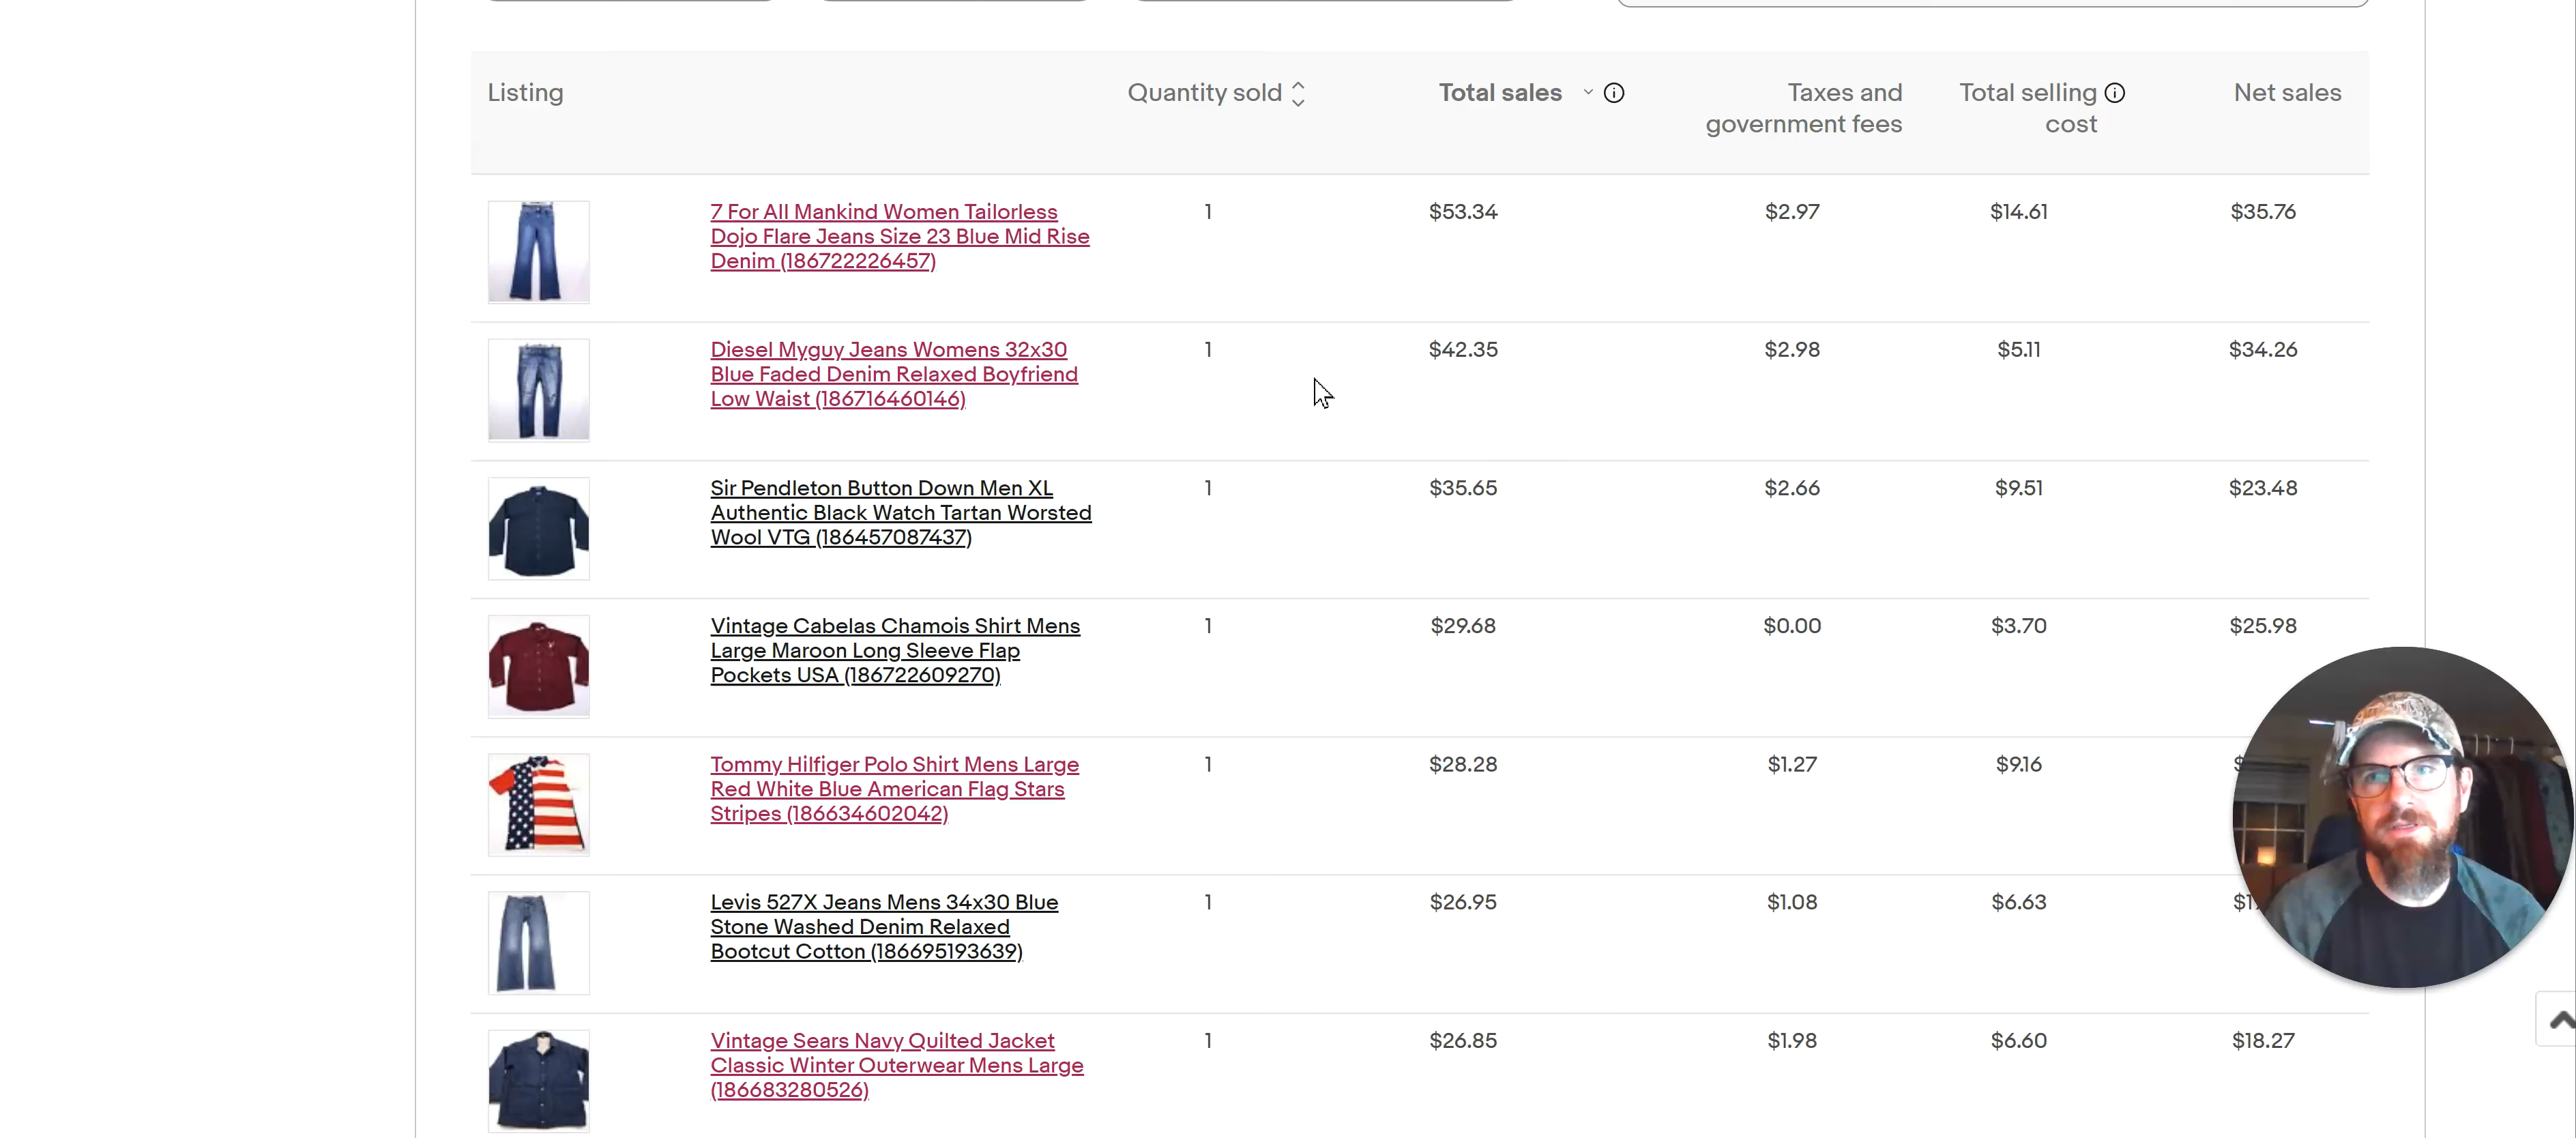 Listing
Quantity sold
Total sales
Taxes and
government fees
Total selling
cost
Net sales
7 For All Mankind Women Tailorless
Dojo Flare Jeans Size 23 Blue Mid Rise
Denim (186722226457)
1
$53.34
$2.97
$14.61
$35.76
Diesel Myguy Jeans Womens 32x30
Blue Faded Denim Relaxed Boyfriend
Low Waist (186716460146)
1
$42.35
$2.98
$5.11
$34.26
Sir Pendleton Button Down Men XL
Authentic Black Watch Tartan Worsted
Wool VTG (186457087437)
1
$35.65
$2.66
$9.51
$23.48
Vintage Cabelas Chamois Shirt Mens
Large Maroon Long Sleeve Flap
Pockets USA (186722609270)
1
$29.68
$0.00
$3.70
$25.98
Tommy Hilfiger Polo Shirt Mens Large
Red White Blue American Flag Stars
Stripes (186634602042)
1
$28.28
$1.27
$9.16
Levis 527X Jeans Mens 34x30 Blue
Stone Washed Denim Relaxed
Bootcut Cotton (186695193639)
1
$26.95
$1.08
$6.63
Vintage Sears Navy Quilted Jacket
Classic Winter Outerwear Mens Large
(186683280526)
1
$26.85
$1.98
$6.60
$18.27